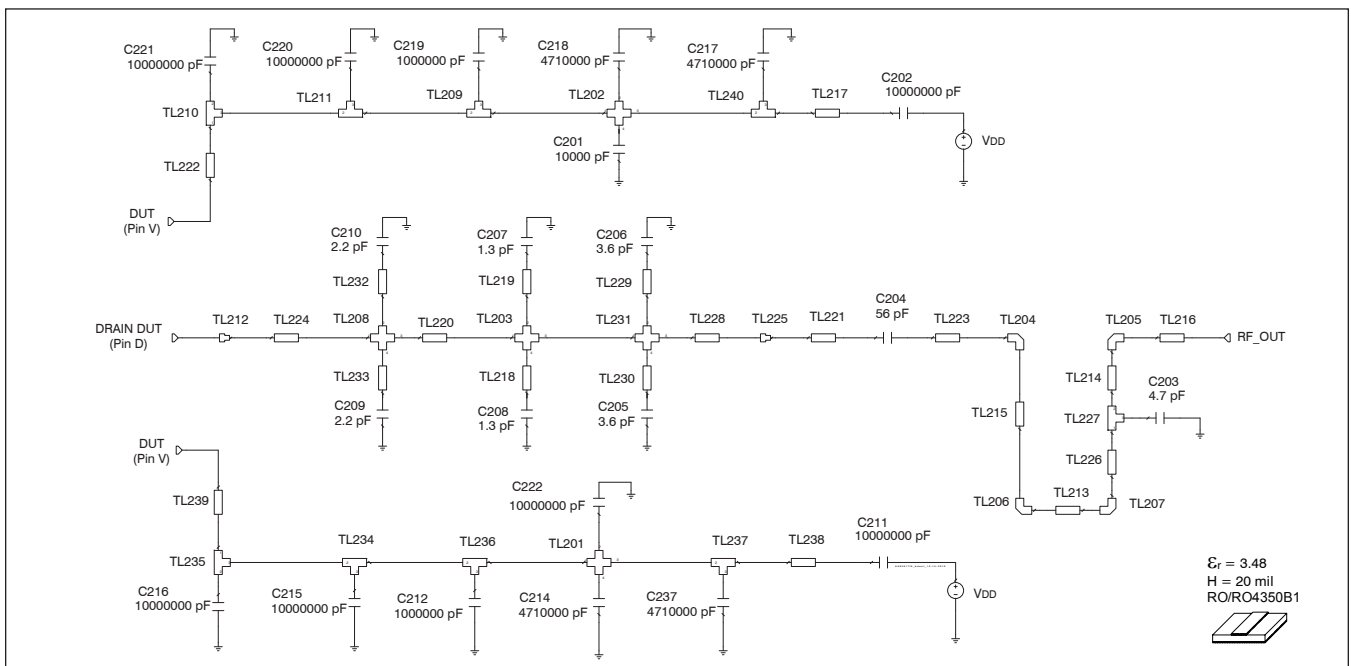 C221
10000000 pF
C220
10000000 pF
C219
1000000 pF
C218
4710000 pF
C217
4710000 pF
C202
10000000 pF
TL210
TL211
TL209
TL202
TL240
TL217
C201
10000 pF
VDD
TL222
DUT
(Pin V)
C210
2.2 pF
C207
1.3 pF
C206
3.6 pF
TL232
TL219
TL229
C204
56 pF
DRAIN DUT
(Pin D)
TL212
TL224
TL208
TL220
TL203
TL231
TL228
TL225
TL221
TL223
TL204
TL205
TL216
RF_OUT
TL233
TL218
TL230
TL214
C203
4.7 pF
C209
2.2 pF
C208
1.3 pF
C205
3.6 pF
TL215
TL227
DUT
(Pin V)
TL226
TL239
C222
10000000 pF
TL206
TL213
TL207
C211
10000000 pF
TL235
TL234
TL236
TL201
TL237
TL238
C216
10000000 pF
C215
10000000 pF
C212
1000000 pF
C214
4710000 pF
C237
4710000 pF
VDD
εr = 3.48
H = 20 mil
RO/RO4350B1